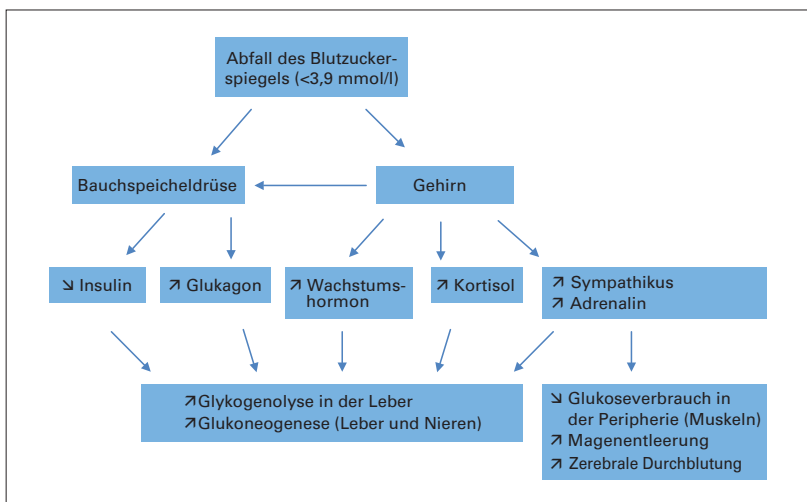 Abfall des Blutzucker-
spiegels (<3,9 mmol/l)
Bauchspeicheldrüse
Gehirn
↘ Insulin
↗ Glukagon
↗ Wachstums-
hormon
↗ Kortisol
↗ Sympathikus
↗ Adrenalin
↗ Glykogenolyse in der Leber
↗ Glukoneogenese (Leber und Nieren)
↘ Glukoseverbrauch in
der Peripherie (Muskeln)
↗ Magenentleerung
↗ Zerebrale Durchblutung